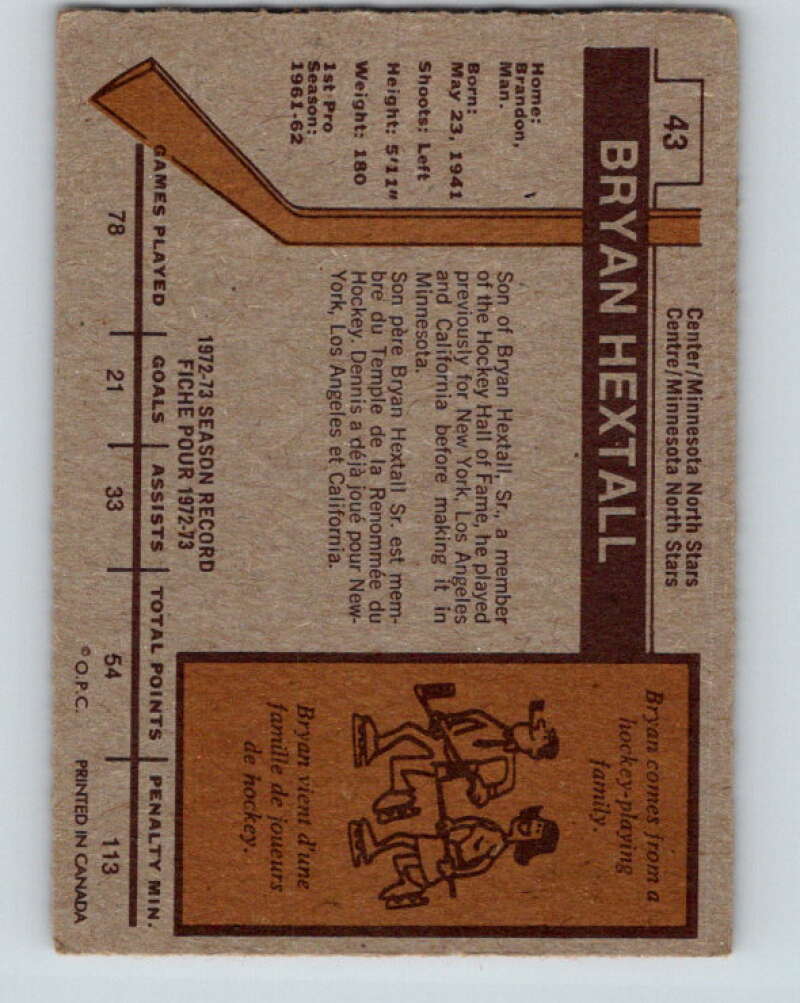 43
Center/Minnesota North Stars
Centre/Minnesota North Stars
BRYAN HEXTALL
Home:
Brandon,
Man.
Born:
May 23, 1941
Shoots: Left
Height: 5'11"
Weight: 180
1st Pro
Season:
1961-62
Son of Bryan Hextall, Sr., a member
of the Hockey Hall of Fame, he played
previously for New York, Los Angeles
and California before making it in
Minnesota.
Son père Bryan Hextall Sr. est mem-
bre du Temple de la Renommée du
Hockey. Dennis a déjà joué pour New-
York, Los Angeles et California.
Bryan comes from a
hockey-playing
family.
Bryan vient d'une
famille de joueurs
de hockey.
1972-73 SEASON RECORD
FICHE POUR 1972-73
GAMES PLAYED GOALS ASSISTS TOTAL POINTS PENALTY MIN.
78 21 33 54 113
© O.P.C. PRINTED IN CANADA